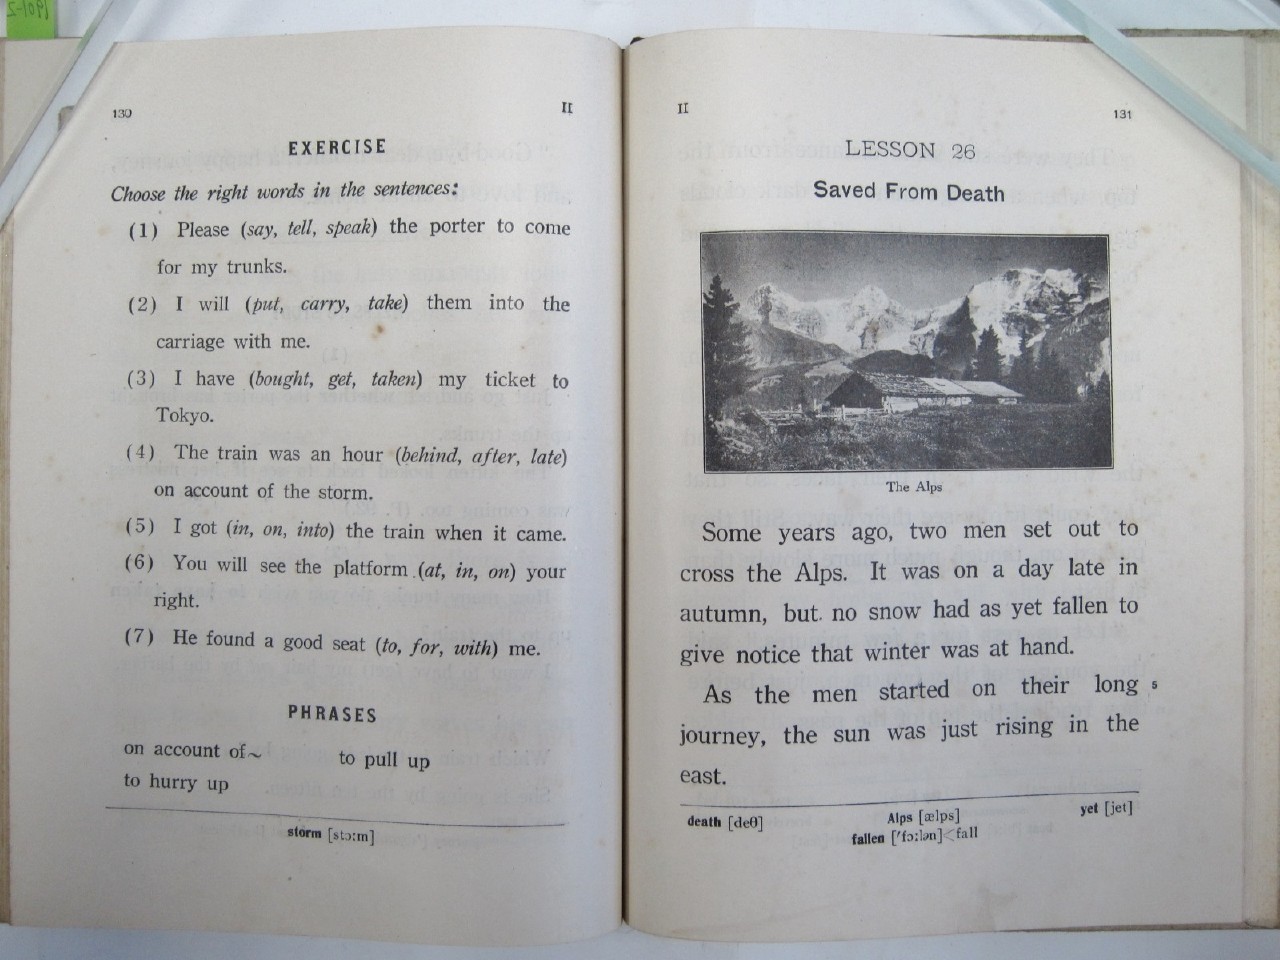 130
II
EXERCISE
Choose the right words in the sentences:
(1) Please (say, tell, speak) the porter to come
for my trunks.
(2) I will (put, carry, take) them into the
carriage with me.
(3) I have (bought, get, taken) my ticket to
Tokyo.
(4) The train was an hour (behind, after, late)
on account of the storm.
(5) I got (in, on, into) the train when it came.
(6) You will see the platform (at, in, on) your
right.
(7) He found a good seat (to, for, with) me.
PHRASES
on account of~ to pull up
to hurry up
storm [stɔ:m]
II
131
LESSON 26
Saved From Death
The Alps
Some years ago, two men set out to
cross the Alps. It was on a day late in
autumn, but no snow had as yet fallen to
give notice that winter was at hand.
As the men started on their long 5
journey, the sun was just rising in the
east.
death [deθ] Alps [ælps] yet [jet]
fallen ['fɔ:lən]<fall